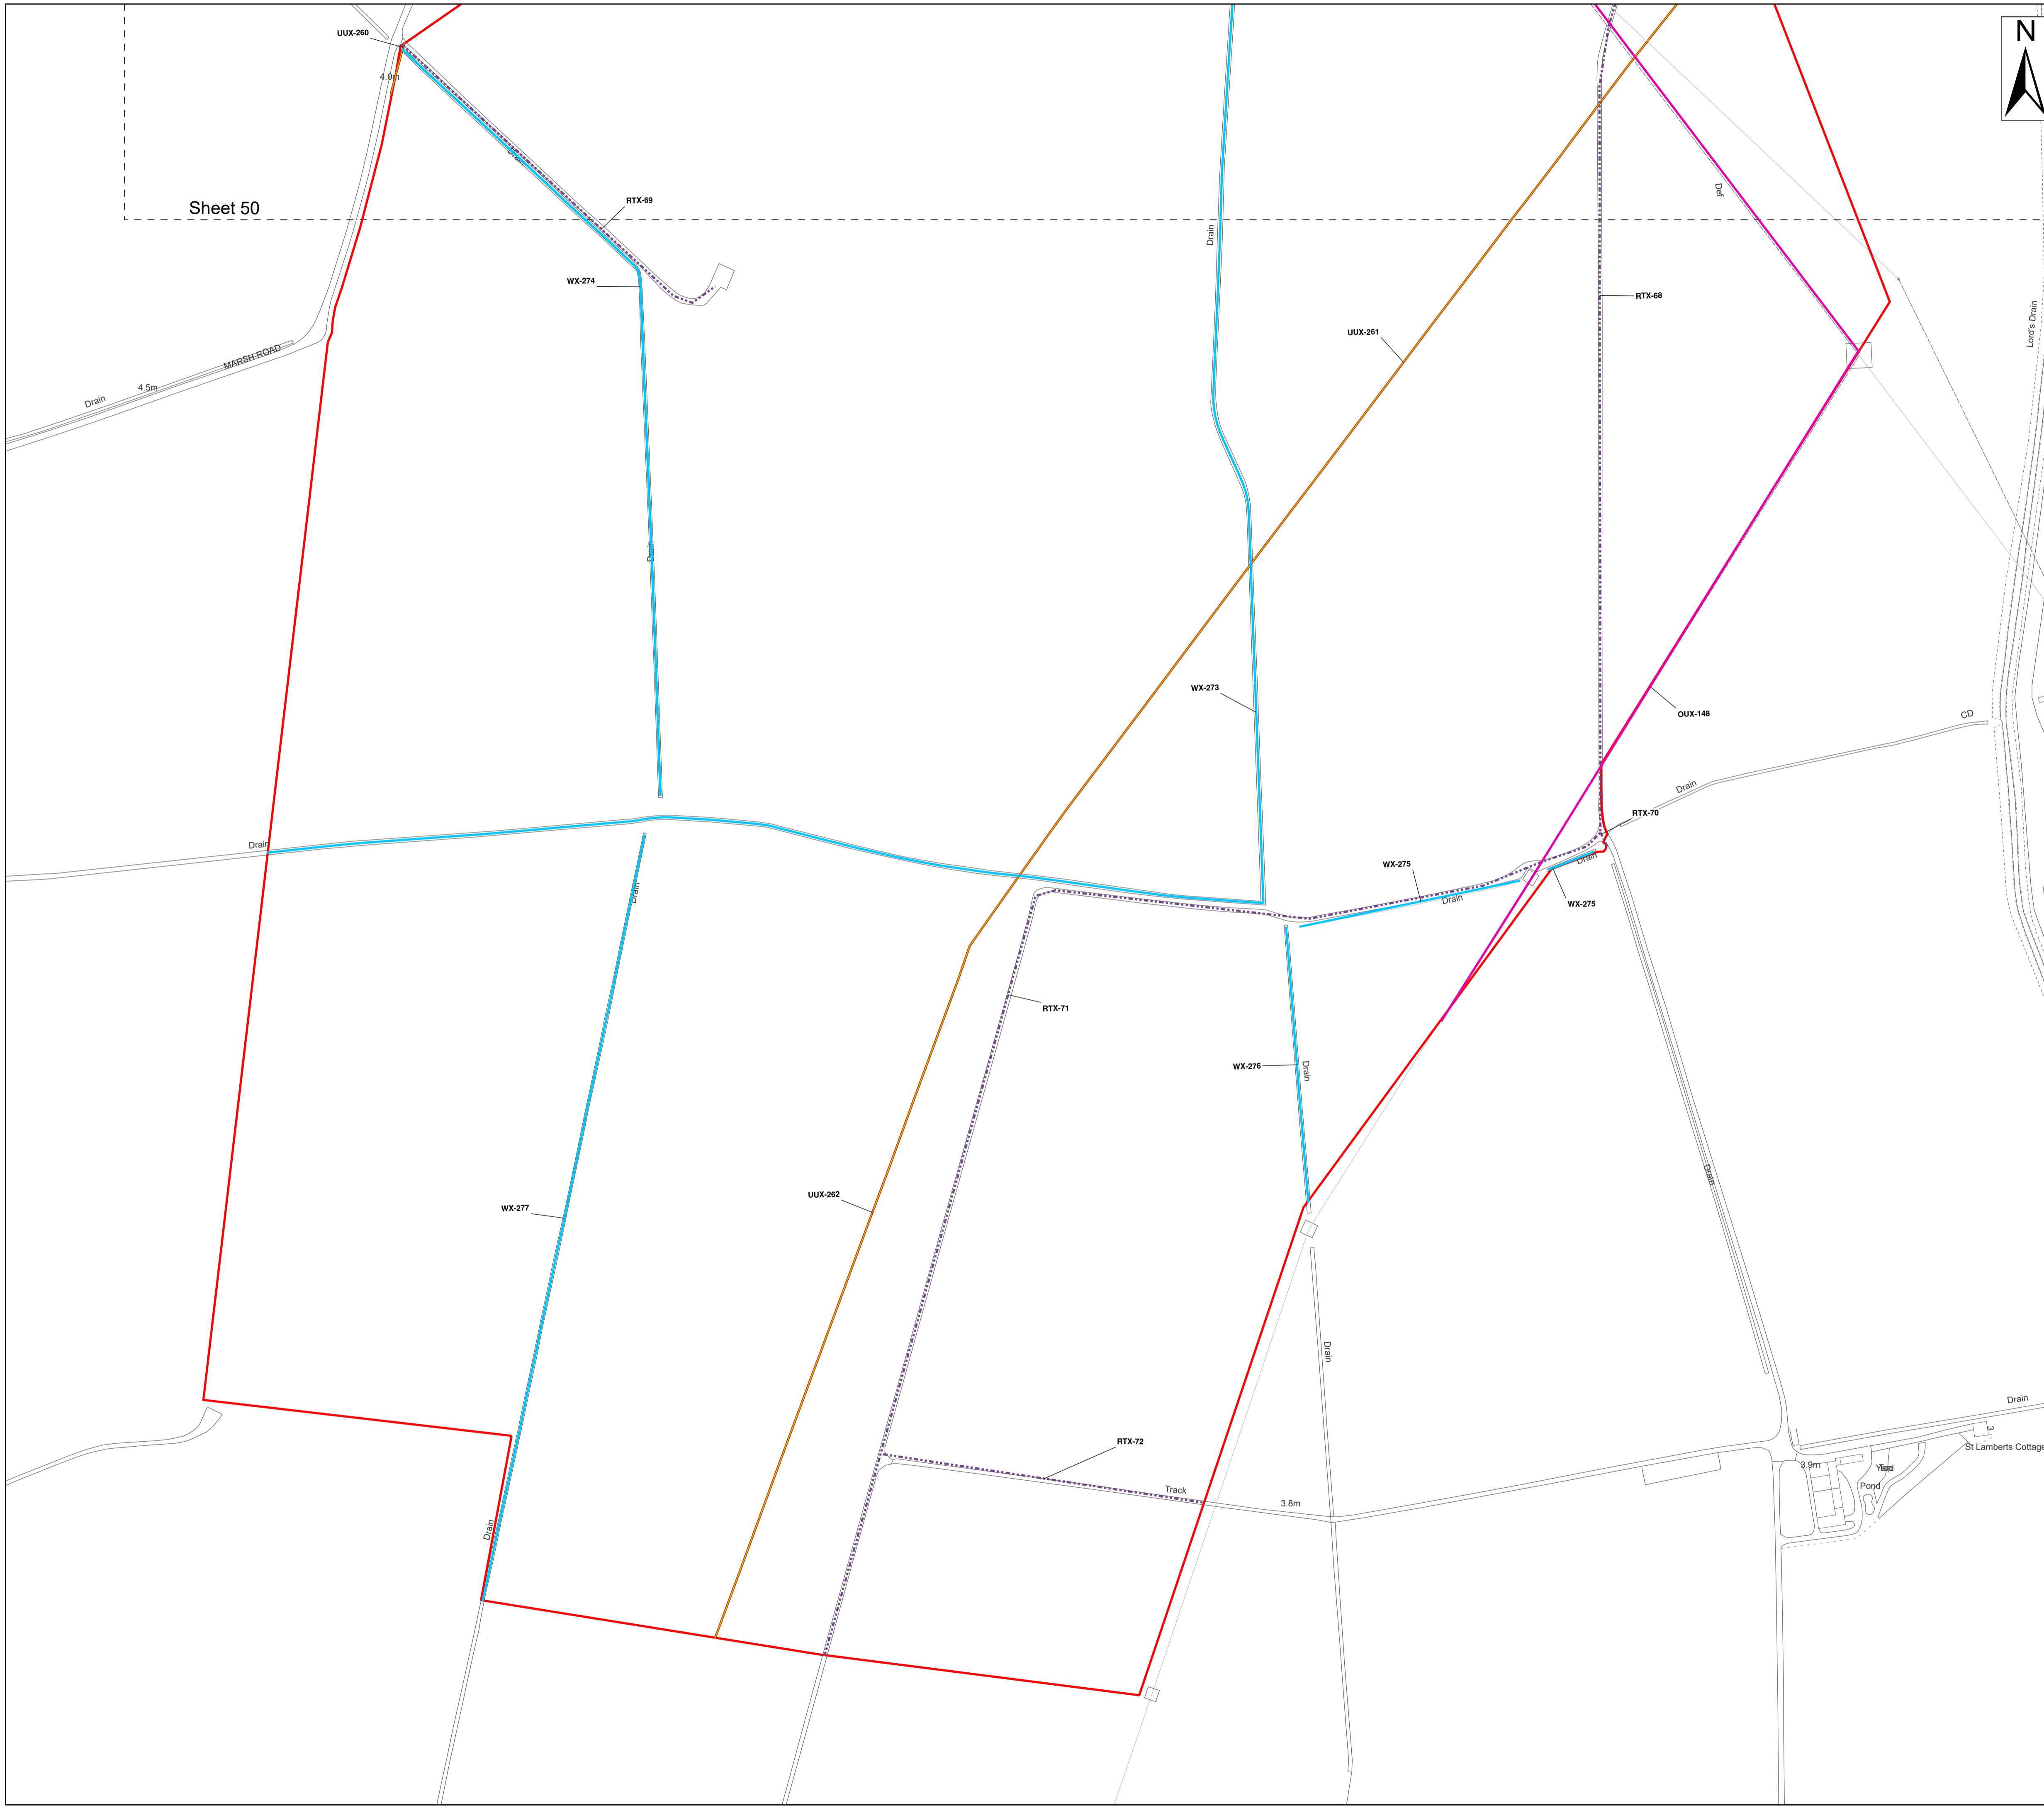 N
UUX-260
4.0m
Drain
Def
Sheet 50
RTX-69
Drain
WX-274
RTX-68
Lord's Drain
UUX-261
MARSH ROAD
4.5m
Drain
Drain
WX-273
OUX-148
CD
Drain
RTX-70
Drain
WX-275
Drain
Drain
WX-275
Drain
RTX-71
WX-276
Drain
Drain
UUX-262
WX-277
Drain
Drain
RTX-72
St Lamberts Cottage
3.9m
Pond
Track
3.8m
Drain